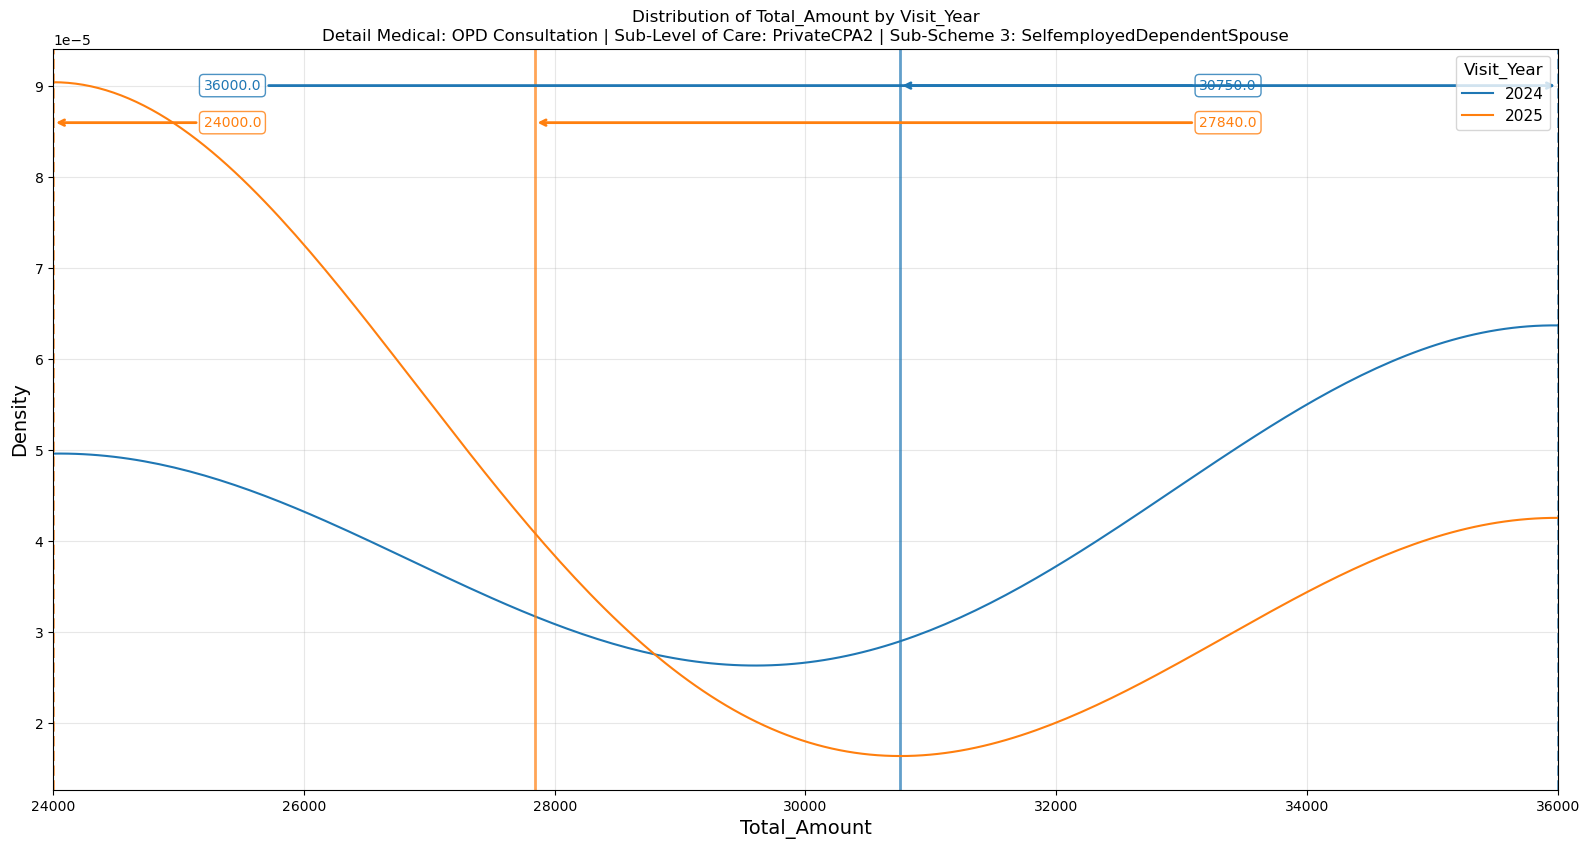 Distribution of Total_Amount by Visit_Year
Detail Medical: OPD Consultation | Sub-Level of Care: PrivateCPA2 | Sub-Scheme 3: SelfemployedDependentSpouse
1e−5
9
8
7
6
5
4
3
2
Density
36000.0
30750.0
24000.0
27840.0
Visit_Year
2024
2025
24000 26000 28000 30000 32000 34000 36000
Total_Amount